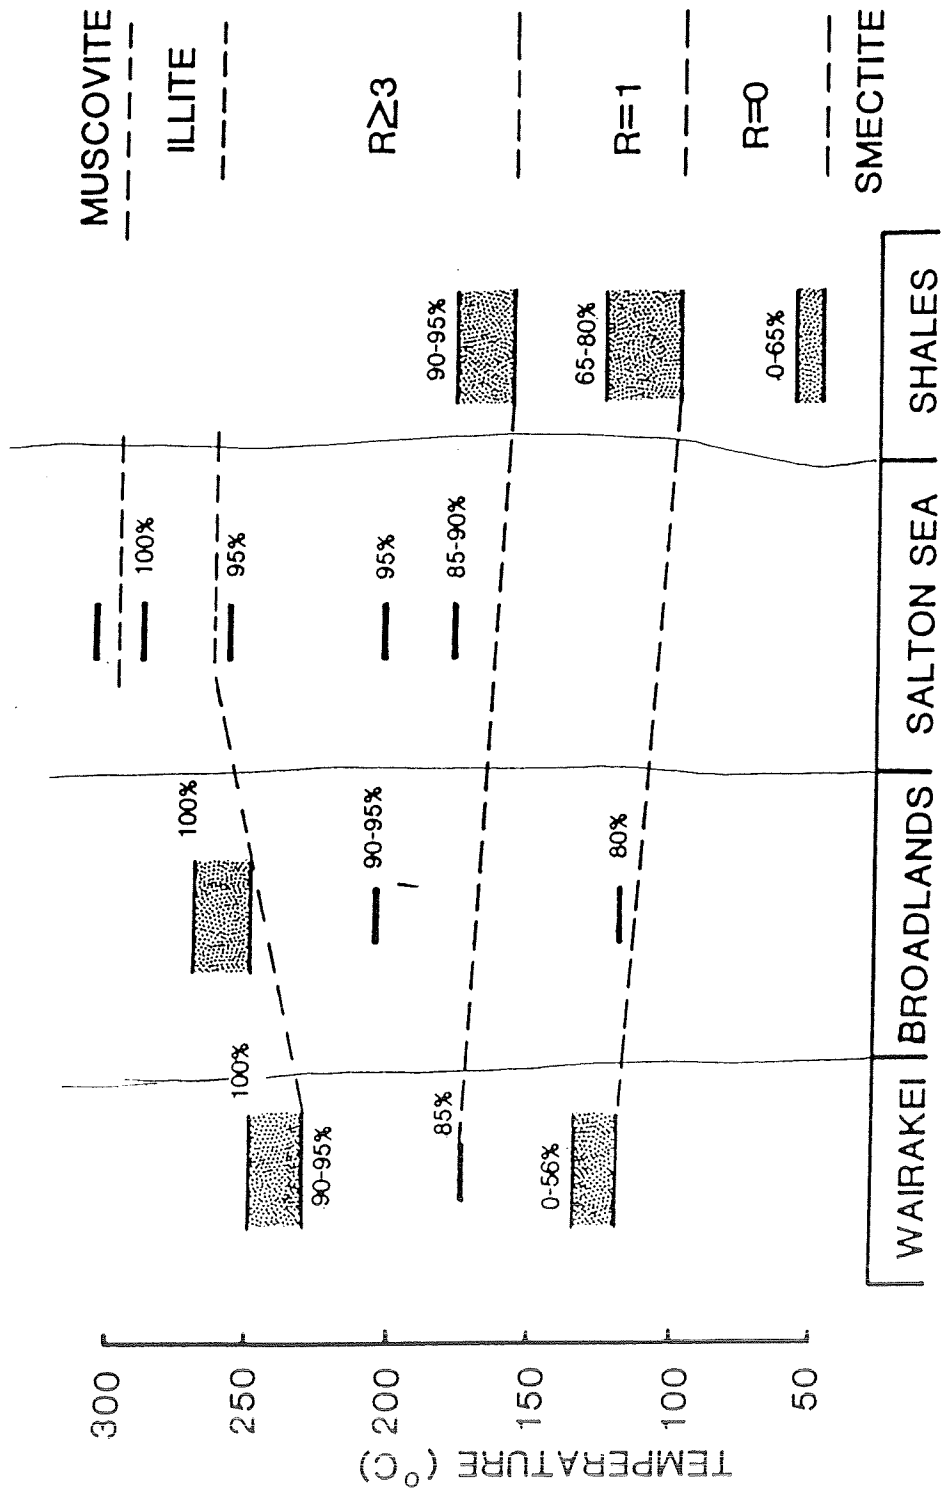 MUSCOVITE
ILLITE
R≥3
R=1
R=0
SMECTITE
100%
95%
95%
85-90%
90-95%
65-80%
0-65%
100%
90-95%
80%
100%
90-95%
85%
0-56%
300
250
200
150
100
50
TEMPERATURE (°C)
WAIRAKEI
BROADLANDS
SALTON SEA
SHALES